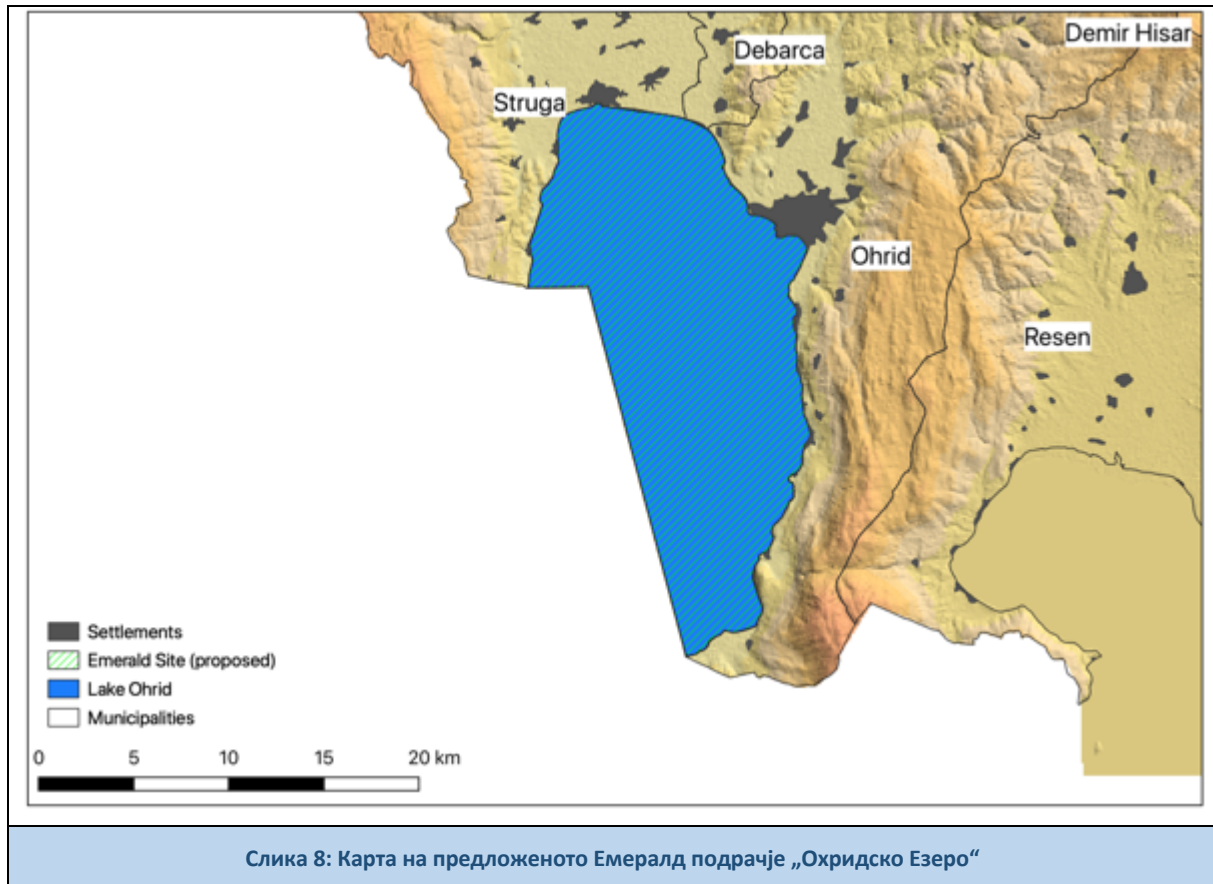 Demir Hisar
Debarca
Struga
Ohrid
Resen
Settlements
Emerald Site (proposed)
Lake Ohrid
Municipalities
0 5 10 15 20 km
Слика 8: Карта на предложеното Емералд подрачје „Охридско Езеро“